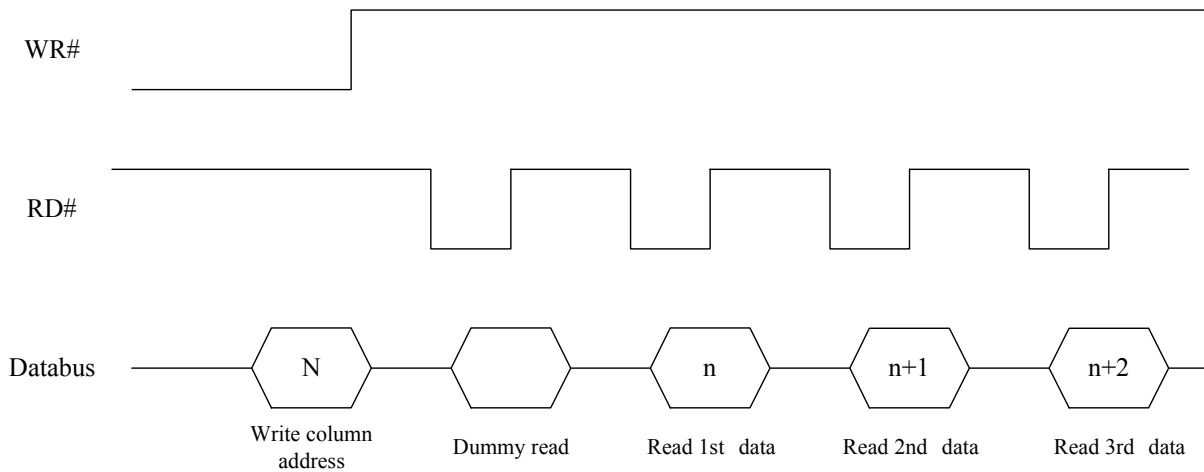 WR#
RD#
Databus
N
n
n+1
n+2
Write column
address
Dummy read
Read 1st data
Read 2nd data
Read 3rd data